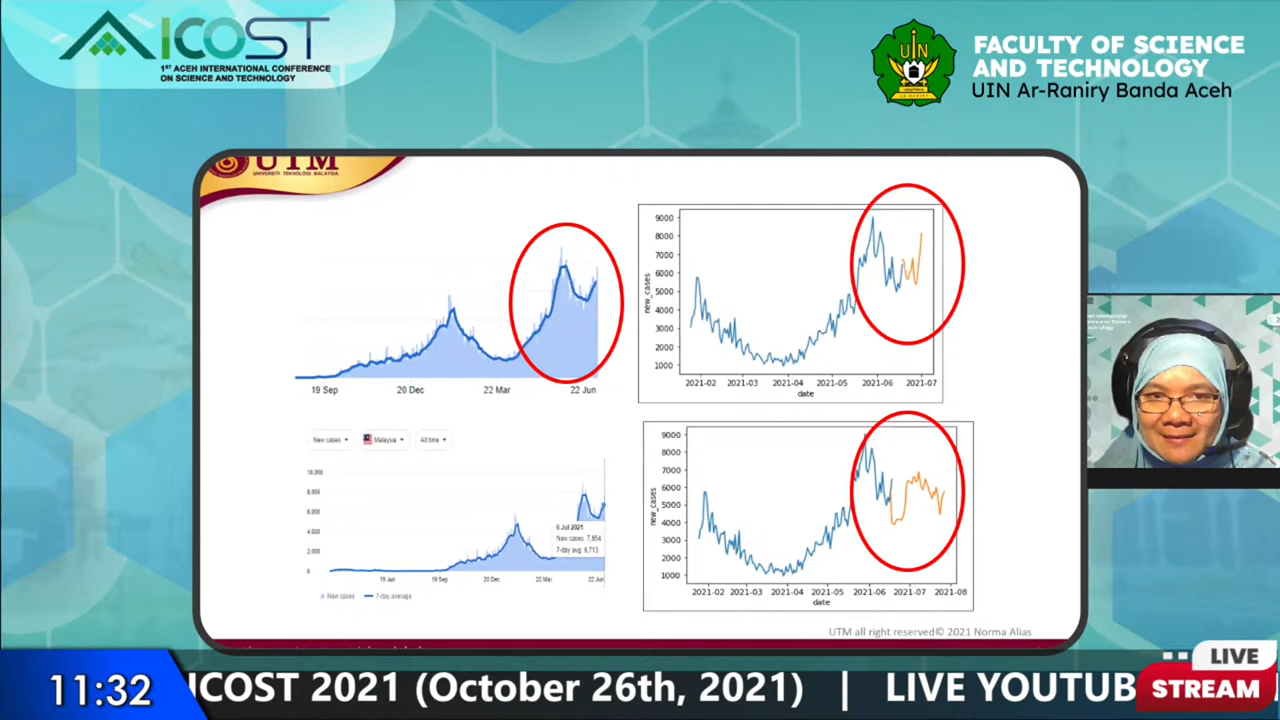 AICOST
1ST ACEH INTERNATIONAL CONFERENCE
ON SCIENCE AND TECHNOLOGY
UIN
FACULTY OF SCIENCE
AND TECHNOLOGY
UIN Ar-Raniry Banda Aceh
UTM
UNIVERSITI TEKNOLOGI MALAYSIA
19 Sep 20 Dec 22 Mar 22 Jun
9000
8000
7000
6000
5000
4000
3000
2000
1000
new_cases
2021-02 2021-03 2021-04 2021-05 2021-06 2021-07
date
New cases Malaysia All time
10,000
8,000
6,000
4,000
2,000
0
6 Jul 2021
New cases: 7,654
7-day avg: 6,713
19 Jun 19 Sep 20 Dec 22 Mar 22 Jun
New cases 7-day average
9000
8000
7000
6000
5000
4000
3000
2000
1000
new_cases
2021-02 2021-03 2021-04 2021-05 2021-06 2021-07 2021-08
date
UTM all right reserved© 2021 Norma Alias
11:32
ICOST 2021 (October 26th, 2021) | LIVE YOUTUB
LIVE
STREAM